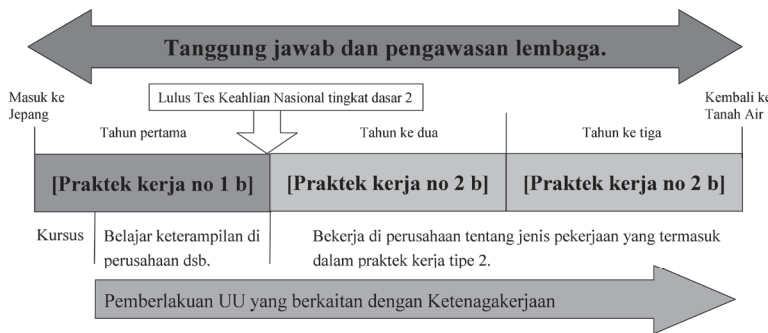 Tanggung jawab dan pengawasan lembaga.
Masuk ke
Jepang
Lulus Tes Keahlian Nasional tingkat dasar 2
Kembali ke
Tanah Air
Tahun pertama
Tahun ke dua
Tahun ke tiga
[Praktek kerja no 1 b]
[Praktek kerja no 2 b]
[Praktek kerja no 2 b]
Kursus
Belajar keterampilan di
perusahaan dsb.
Bekerja di perusahaan tentang jenis pekerjaan yang termasuk
dalam praktek kerja tipe 2.
Pemberlakuan UU yang berkaitan dengan Ketenagakerjaan